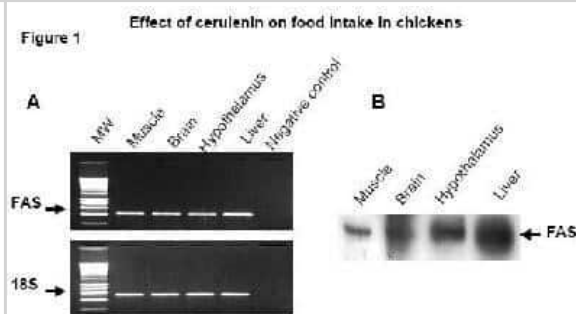 Effect of cerulenin on food intake in chickens
Figure 1
A
MW
Muscle
Brain
Hypothalamus
Liver
Negative control
FAS
18S
B
Muscle
Brain
Hypothalamus
Liver
FAS